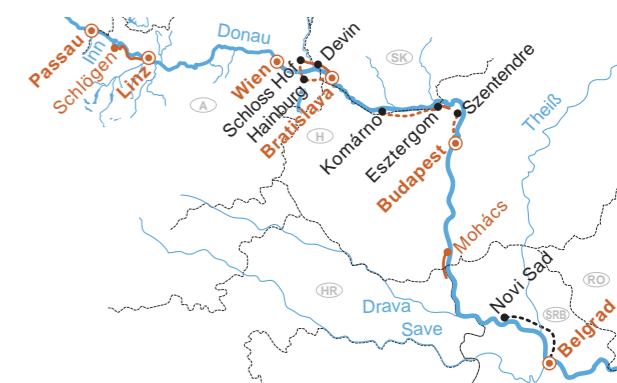 Passau
Inn
Schlögen
Linz
Donau
Wien
Schloss Hof
Hainburg
Devin
Bratislava
SK
A
H
Komárno
Esztergom
Szentendre
Theiß
Budapest
Mohács
HR
Drava
Save
Novi Sad
RO
SRB
Belgrad